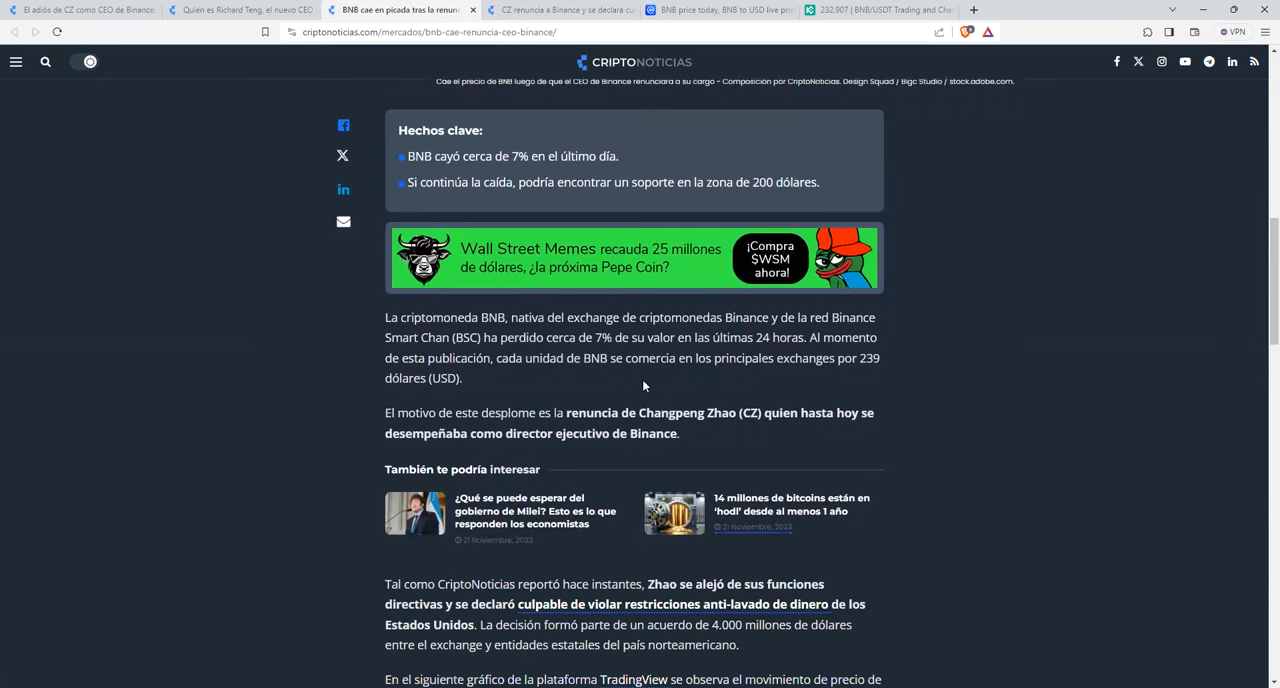 El adiós de CZ como CEO de Binance:
Quién es Richard Teng, el nuevo CEO
BNB cae en picada tras la renunc
CZ renuncia a Binance y se declara cu
BNB price today, BNB to USD live pric
232.907 | BNB/USDT Trading and Char
criptonoticias.com/mercados/bnb-cae-renuncia-ceo-binance/
VPN
CRIPTONOTICIAS
Cae el precio de BNB luego de que el CEO de Binance renunciara a su cargo - Composición por CriptoNoticias. Design Squad / Bigc Studio / stock.adobe.com.
Hechos clave:
BNB cayó cerca de 7% en el último día.
Si continúa la caída, podría encontrar un soporte en la zona de 200 dólares.
Wall Street Memes recauda 25 millones
de dólares, ¿la próxima Pepe Coin?
¡Compra
$WSM
ahora!
La criptomoneda BNB, nativa del exchange de criptomonedas Binance y de la red Binance
Smart Chan (BSC) ha perdido cerca de 7% de su valor en las últimas 24 horas. Al momento
de esta publicación, cada unidad de BNB se comercia en los principales exchanges por 239
dólares (USD).
El motivo de este desplome es la renuncia de Changpeng Zhao (CZ) quien hasta hoy se
desempeñaba como director ejecutivo de Binance.
También te podría interesar
¿Qué se puede esperar del
gobierno de Milei? Esto es lo que
responden los economistas
21 Noviembre, 2023
14 millones de bitcoins están en
‘hodl’ desde al menos 1 año
21 Noviembre, 2023
Tal como CriptoNoticias reportó hace instantes, Zhao se alejó de sus funciones
directivas y se declaró culpable de violar restricciones anti-lavado de dinero de los
Estados Unidos. La decisión formó parte de un acuerdo de 4.000 millones de dólares
entre el exchange y entidades estatales del país norteamericano.
En el siguiente gráfico de la plataforma TradingView se observa el movimiento de precio de